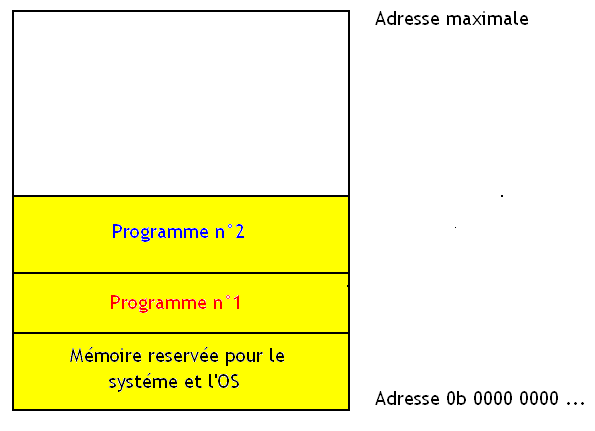 Adresse maximale
Programme n°2
Programme n°1
Mémoire reservée pour le
systéme et l'OS
Adresse 0b 0000 0000 ...